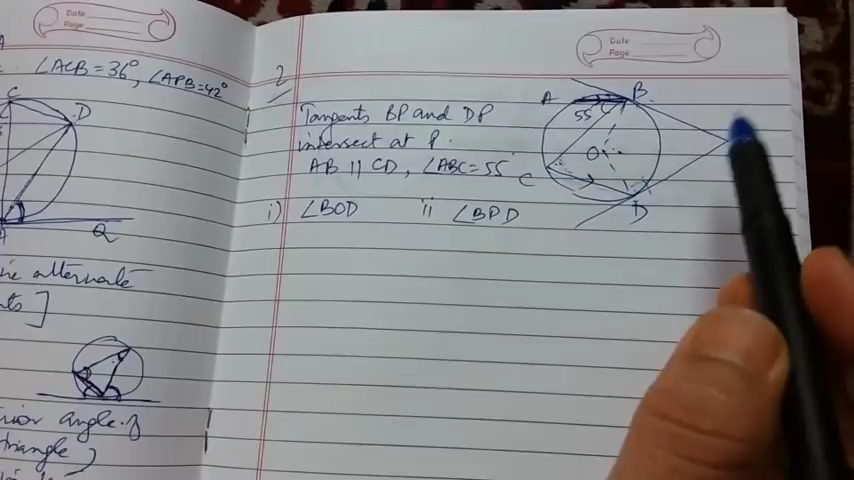 Date
Page
∠ACB = 36°, ∠APB = 42°
C
D
Q
alternate
]
rior angle of
triangle)
Date
Page
2
Tangents BP and DP
intersect at P.
AB || CD, ∠ABC = 55°
i) ∠BOD ii ∠BPD
A
B
55
O
C
D